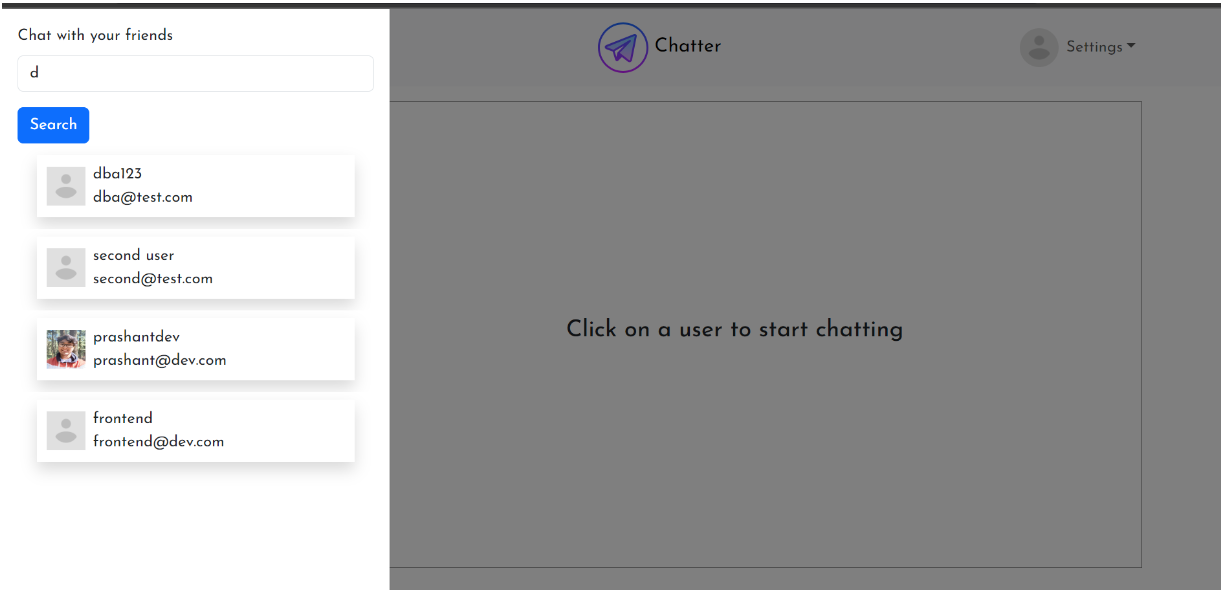 Chat with your friends
d
Search
dba123
dba@test.com
second user
second@test.com
prashantdev
prashant@dev.com
frontend
frontend@dev.com
Chatter
Settings
Click on a user to start chatting